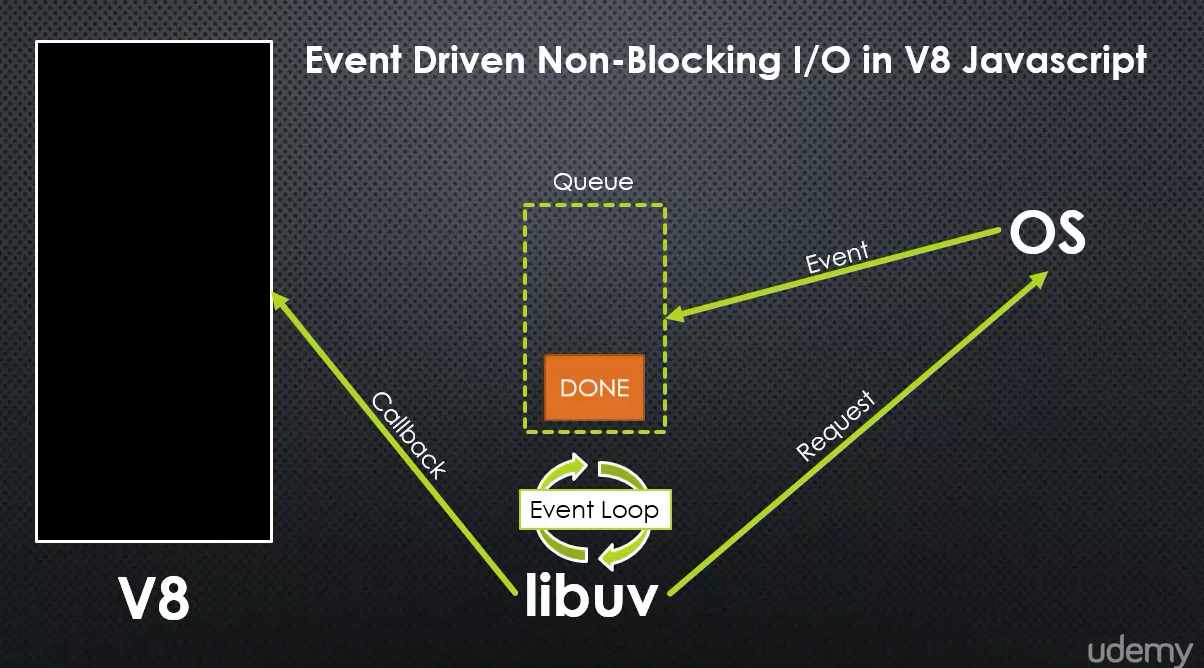 Event Driven Non-Blocking I/O in V8 Javascript
Queue
OS
Event
DONE
Callback
Request
Event Loop
V8
libuv
udemy